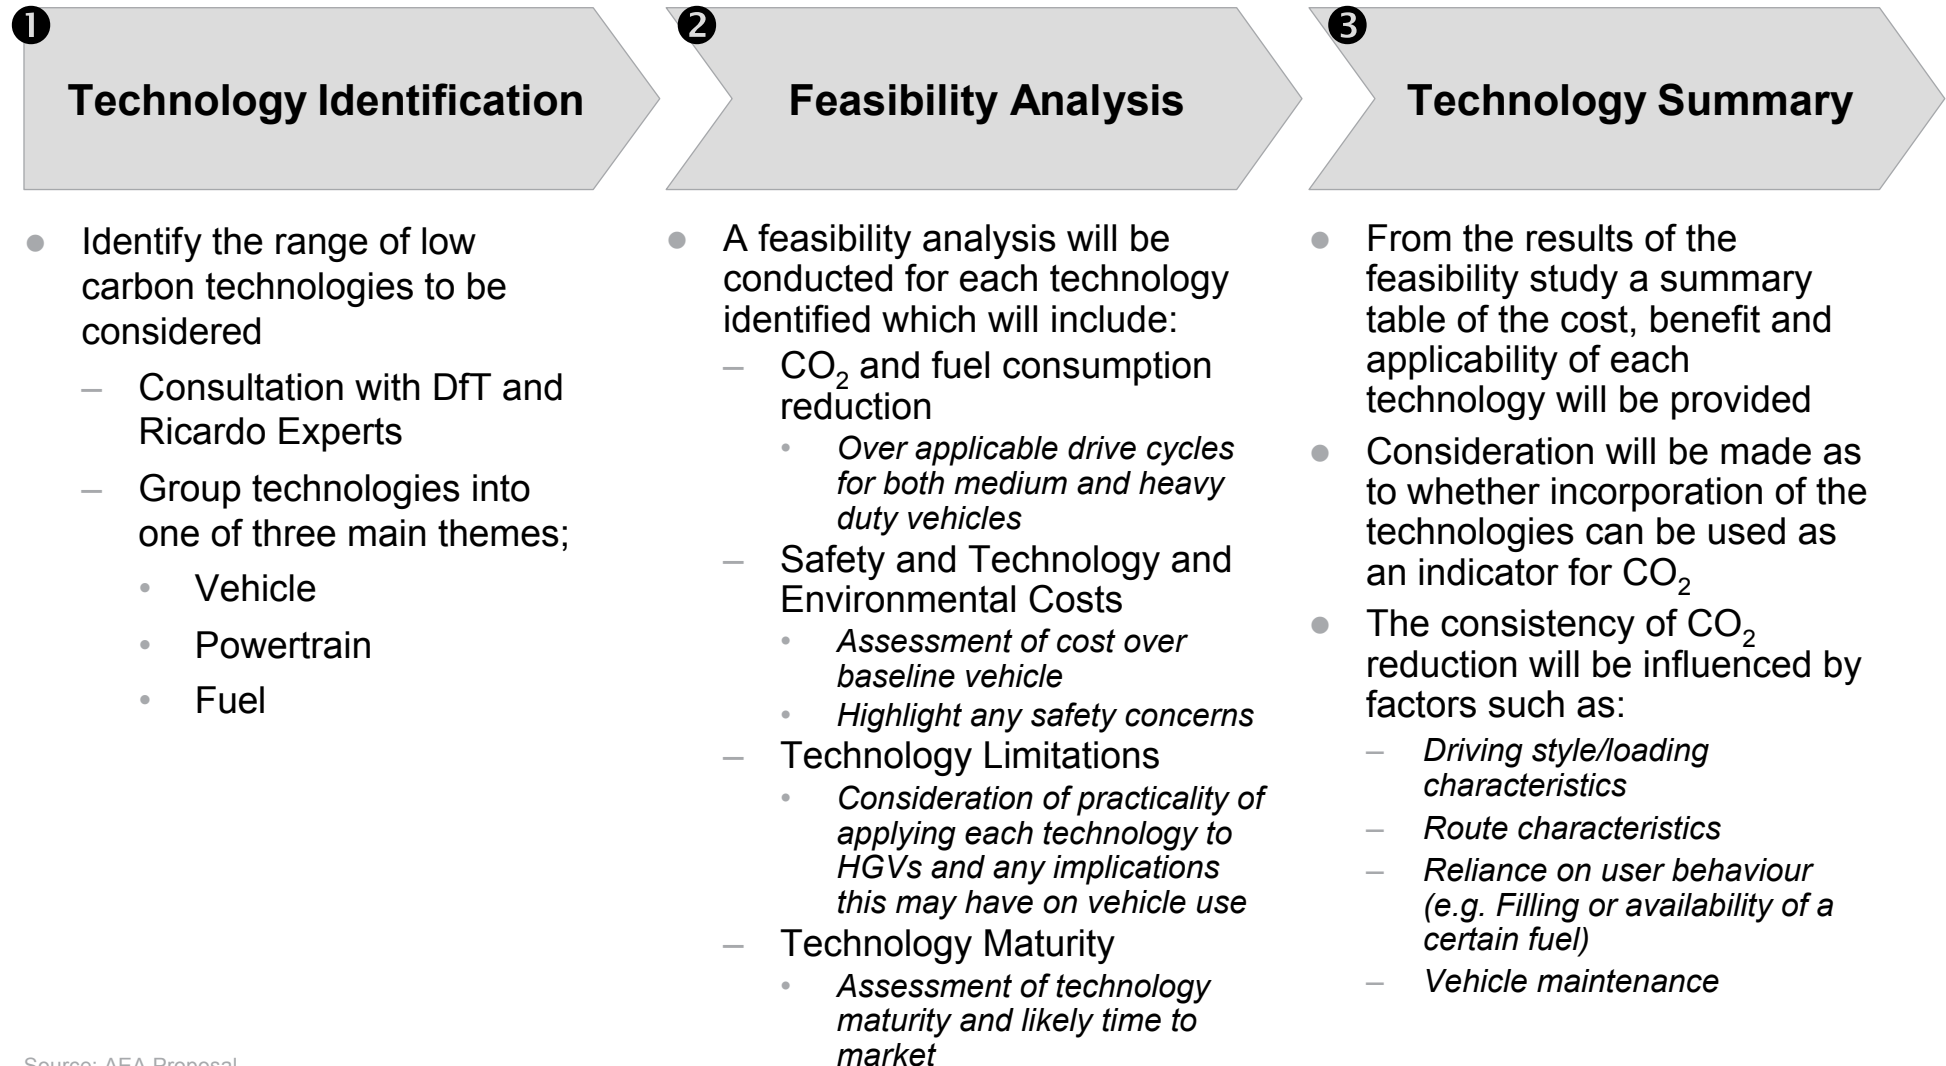 ❶
Technology Identification
● Identify the range of low
carbon technologies to be
considered
– Consultation with DfT and
Ricardo Experts
– Group technologies into
one of three main themes;
• Vehicle
• Powertrain
• Fuel
❷
Feasibility Analysis
● A feasibility analysis will be
conducted for each technology
identified which will include:
– CO₂ and fuel consumption
reduction
• Over applicable drive cycles
for both medium and heavy
duty vehicles
– Safety and Technology and
Environmental Costs
• Assessment of cost over
baseline vehicle
• Highlight any safety concerns
– Technology Limitations
• Consideration of practicality of
applying each technology to
HGVs and any implications
this may have on vehicle use
– Technology Maturity
• Assessment of technology
maturity and likely time to
market
❸
Technology Summary
● From the results of the
feasibility study a summary
table of the cost, benefit and
applicability of each
technology will be provided
● Consideration will be made as
to whether incorporation of the
technologies can be used as
an indicator for CO₂
● The consistency of CO₂
reduction will be influenced by
factors such as:
– Driving style/loading
characteristics
– Route characteristics
– Reliance on user behaviour
(e.g. Filling or availability of a
certain fuel)
– Vehicle maintenance
Source: AEA Proposal